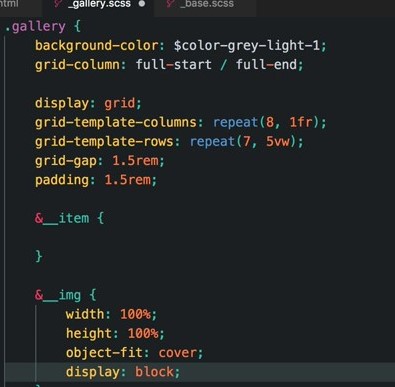 html _gallery.scss _base.scss
.gallery {
background-color: $color-grey-light-1;
grid-column: full-start / full-end;
display: grid;
grid-template-columns: repeat(8, 1fr);
grid-template-rows: repeat(7, 5vw);
grid-gap: 1.5rem;
padding: 1.5rem;
&__item {
}
&__img {
width: 100%;
height: 100%;
object-fit: cover;
display: block;
}